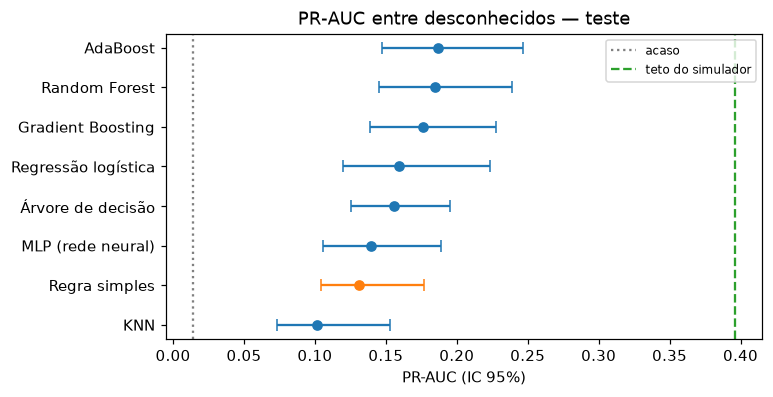 PR-AUC entre desconhecidos — teste
acaso
teto do simulador
AdaBoost
Random Forest
Gradient Boosting
Regressão logística
Árvore de decisão
MLP (rede neural)
Regra simples
KNN
0.00 0.05 0.10 0.15 0.20 0.25 0.30 0.35 0.40
PR-AUC (IC 95%)